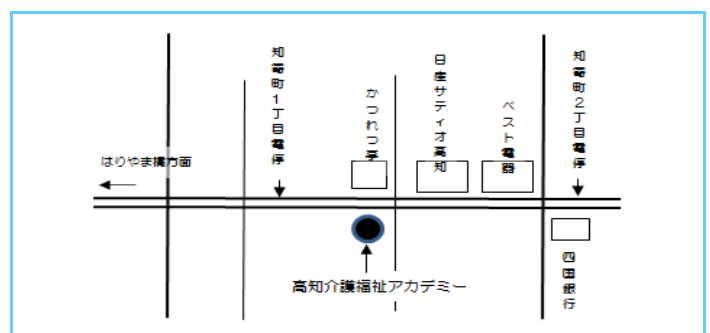 知寄町1丁目電停
かつれつ亭
日産サティオ高知
ベスト電器
知寄町2丁目電停
はりやま橋方面
四国銀行
高知介護福祉アカデミー